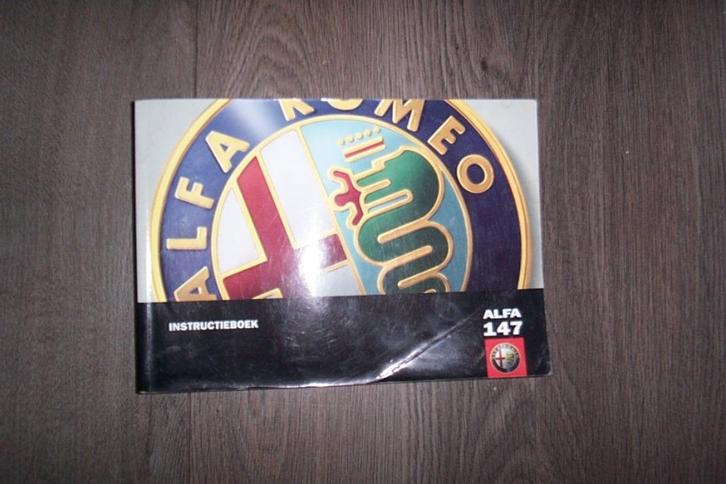 ALFA ROMEO
INSTRUCTIEBOEK
ALFA
147